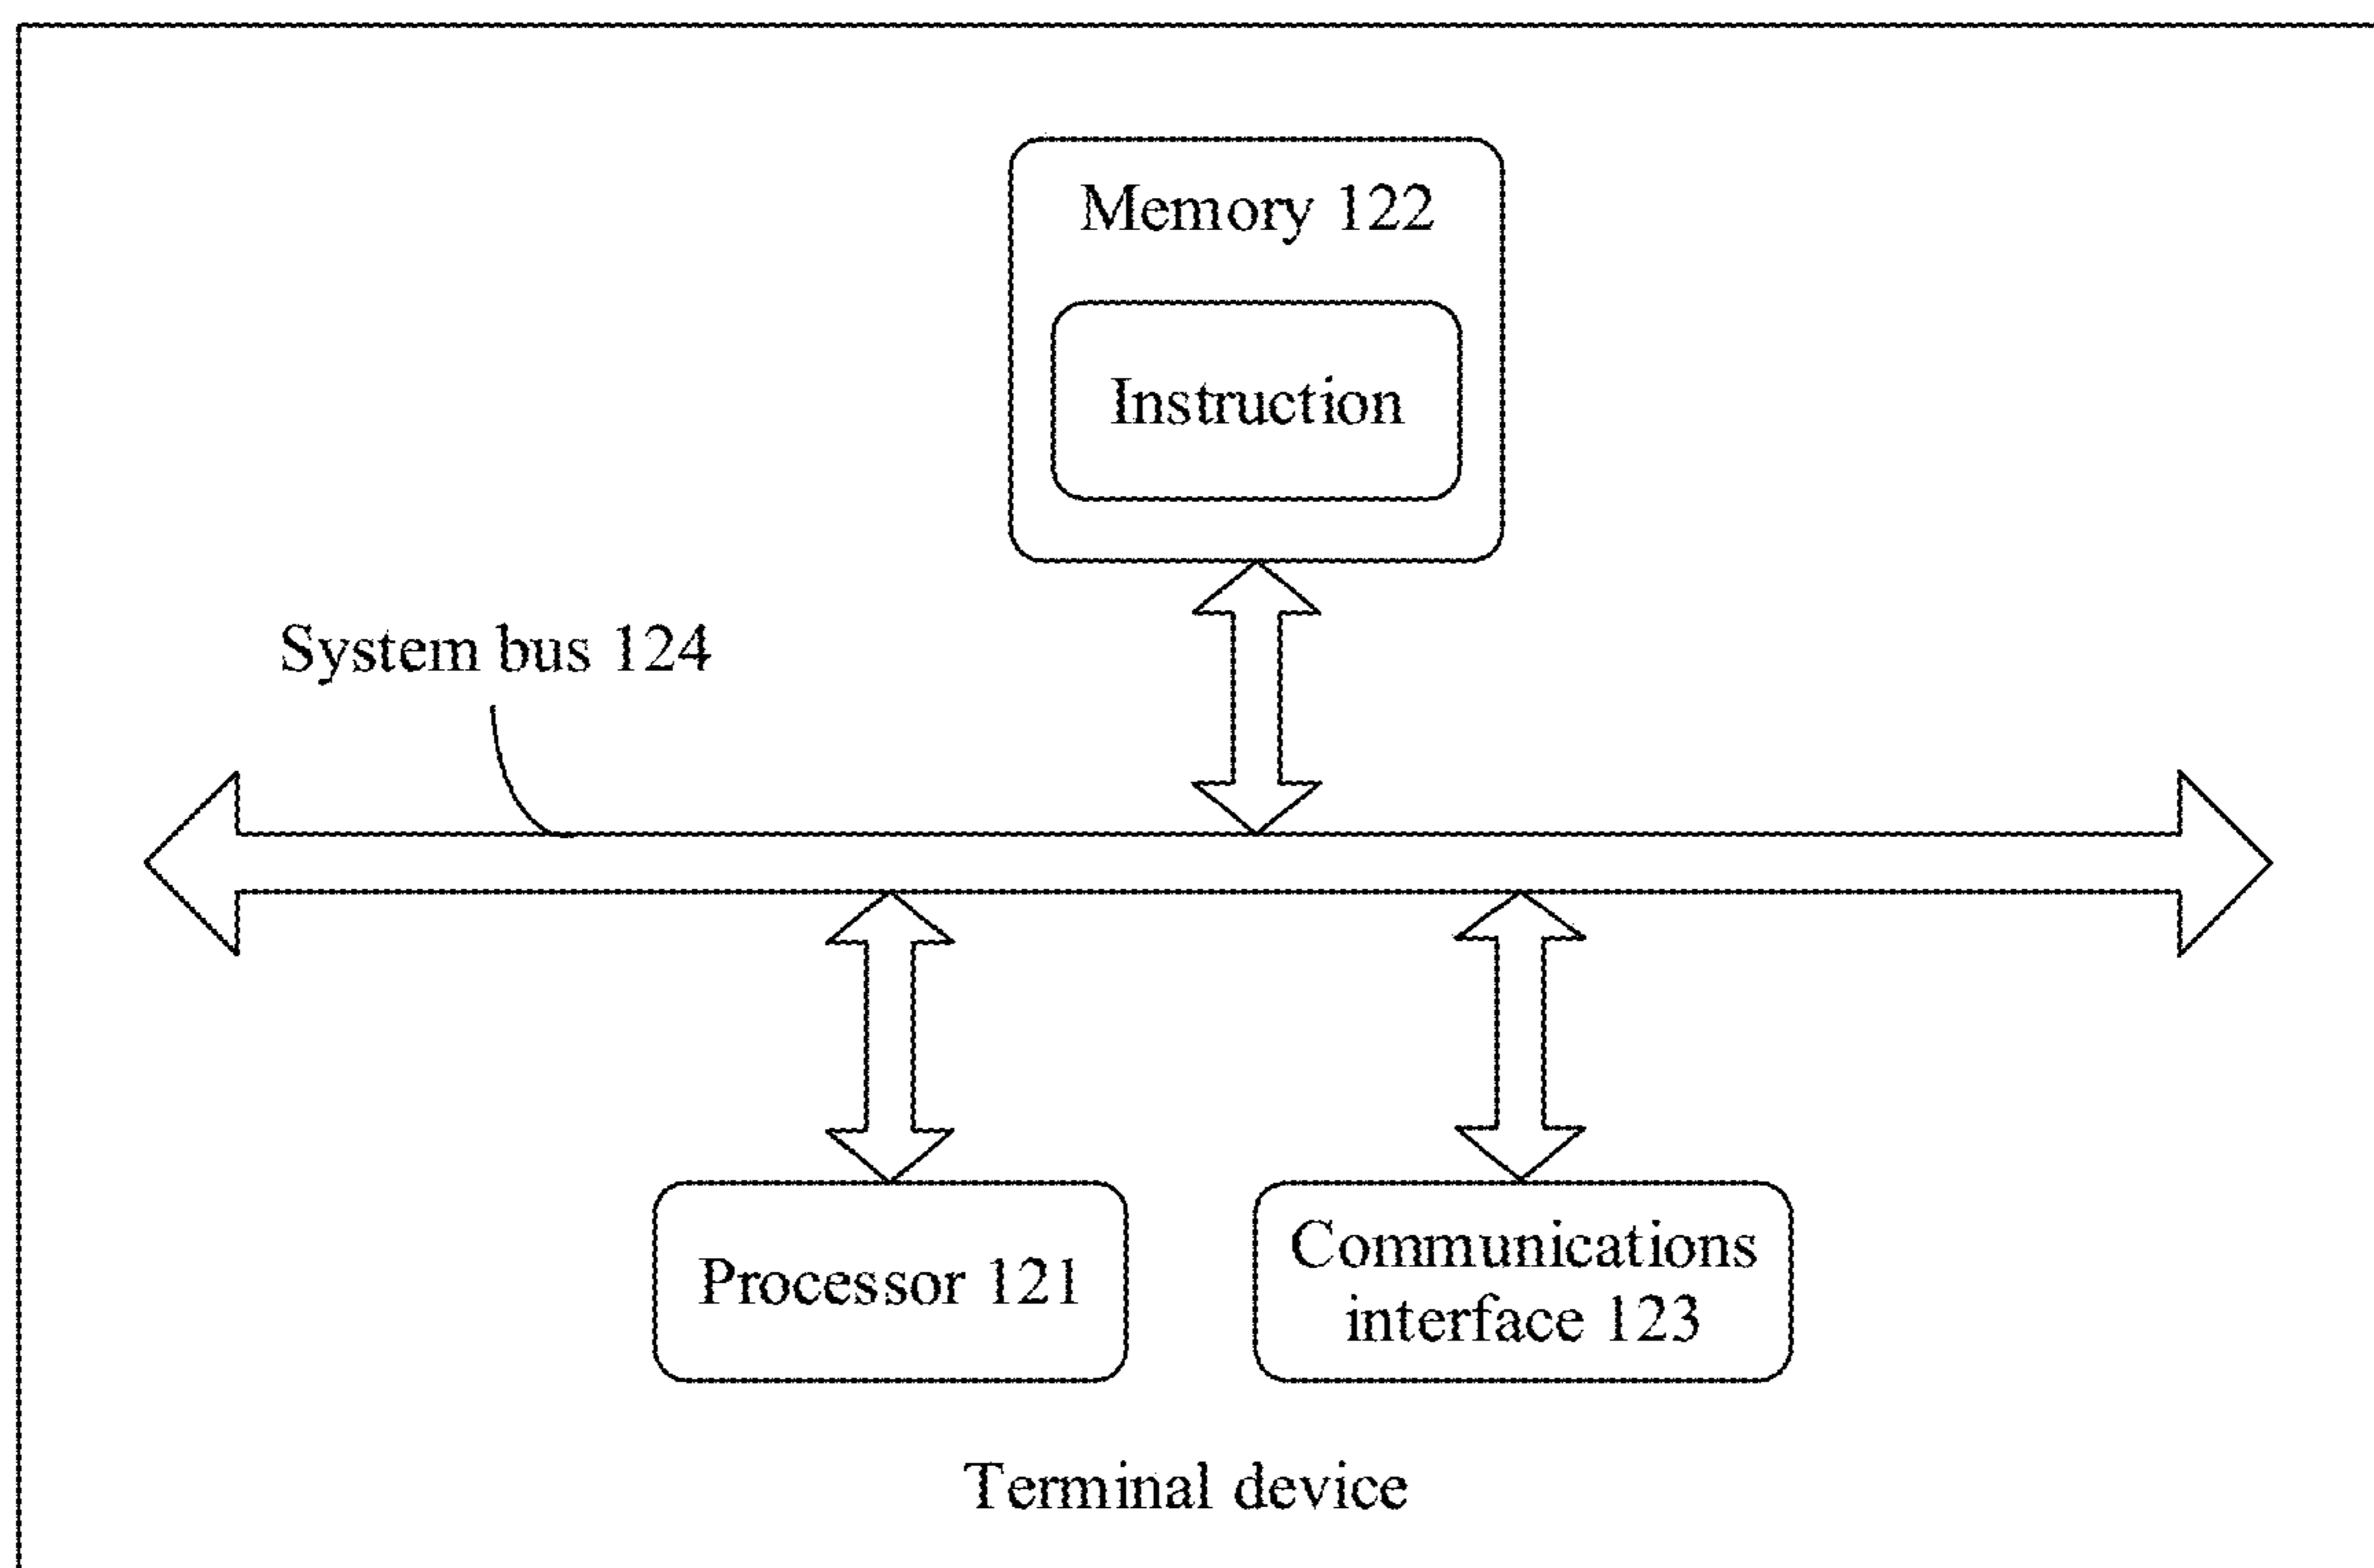 Memory 122
Instruction
System bus 124
Processor 121
Communications
interface 123
Terminal device